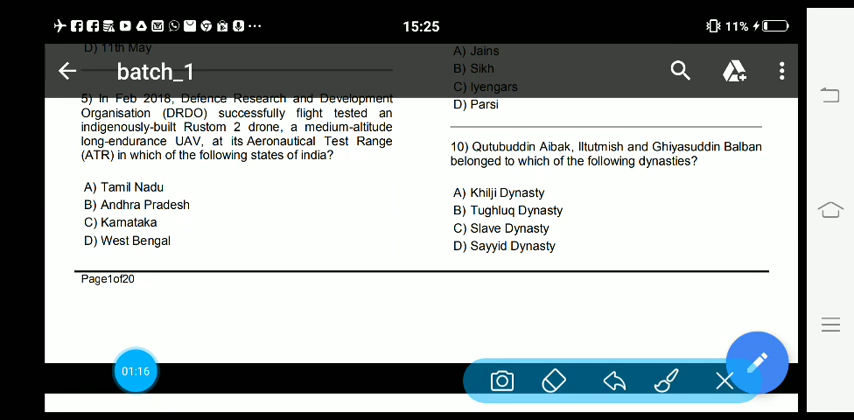 15:25
11%
D) 11th May
batch_1
5) In Feb 2018, Defence Research and Development
Organisation (DRDO) successfully flight tested an
indigenously-built Rustom 2 drone, a medium-altitude
long-endurance UAV, at its Aeronautical Test Range
(ATR) in which of the following states of india?
A) Tamil Nadu
B) Andhra Pradesh
C) Karnataka
D) West Bengal
A) Jains
B) Sikh
C) Iyengars
D) Parsi
10) Qutubuddin Aibak, Iltutmish and Ghiyasuddin Balban
belonged to which of the following dynasties?
A) Khilji Dynasty
B) Tughluq Dynasty
C) Slave Dynasty
D) Sayyid Dynasty
Page1of20
01:16